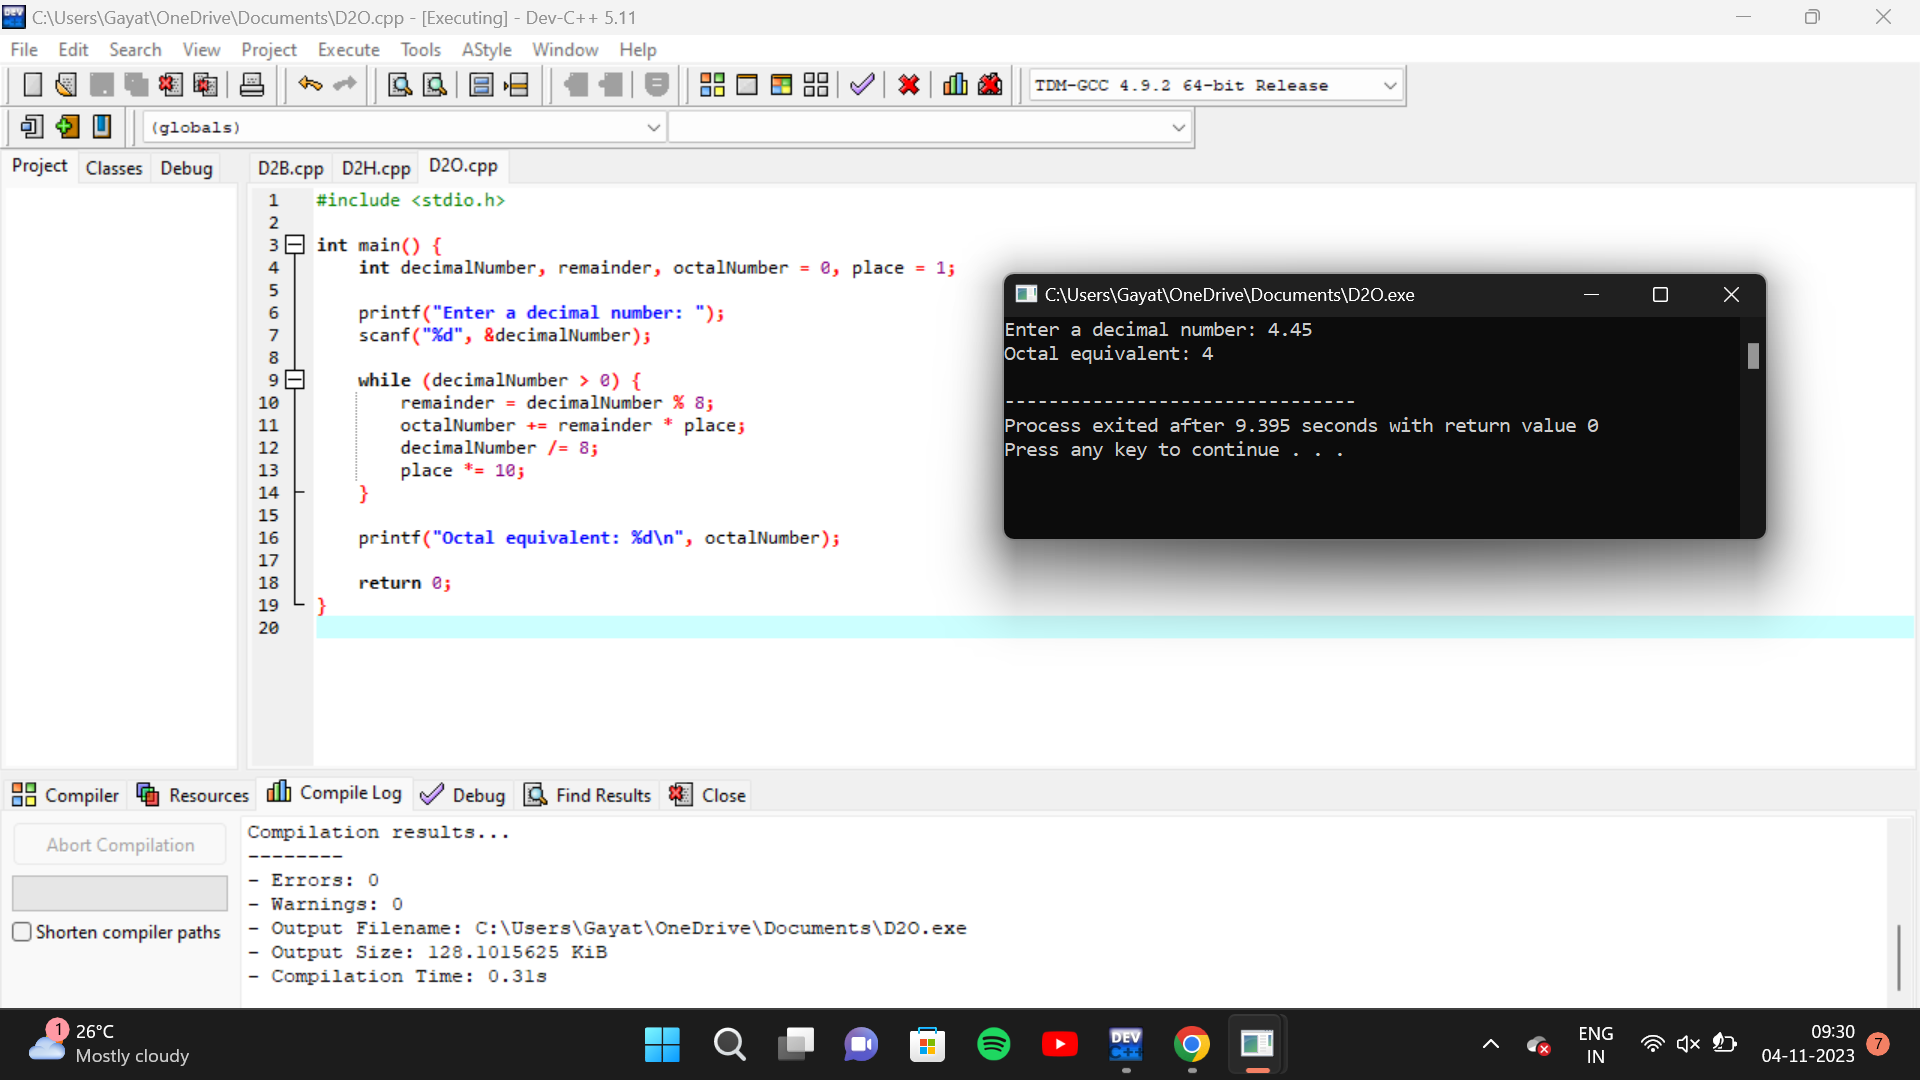 C:\Users\Gayat\OneDrive\Documents\D2O.cpp - [Executing] - Dev-C++ 5.11
File Edit Search View Project Execute Tools AStyle Window Help
TDM-GCC 4.9.2 64-bit Release
(globals)
Project Classes Debug
D2B.cpp D2H.cpp D2O.cpp
1 #include <stdio.h>
2
3 int main() {
4 int decimalNumber, remainder, octalNumber = 0, place = 1;
5
6 printf("Enter a decimal number: ");
7 scanf("%d", &decimalNumber);
8
9 while (decimalNumber > 0) {
10 remainder = decimalNumber % 8;
11 octalNumber += remainder * place;
12 decimalNumber /= 8;
13 place *= 10;
14 }
15
16 printf("Octal equivalent: %d\n", octalNumber);
17
18 return 0;
19 }
20
C:\Users\Gayat\OneDrive\Documents\D2O.exe
Enter a decimal number: 4.45
Octal equivalent: 4
--------------------------------
Process exited after 9.395 seconds with return value 0
Press any key to continue . . .
Compiler Resources Compile Log Debug Find Results Close
Abort Compilation
Shorten compiler paths
Compilation results...
--------
- Errors: 0
- Warnings: 0
- Output Filename: C:\Users\Gayat\OneDrive\Documents\D2O.exe
- Output Size: 128.1015625 KiB
- Compilation Time: 0.31s
1
26°C
Mostly cloudy
DEV
C++
ENG
IN
09:30
04-11-2023
7